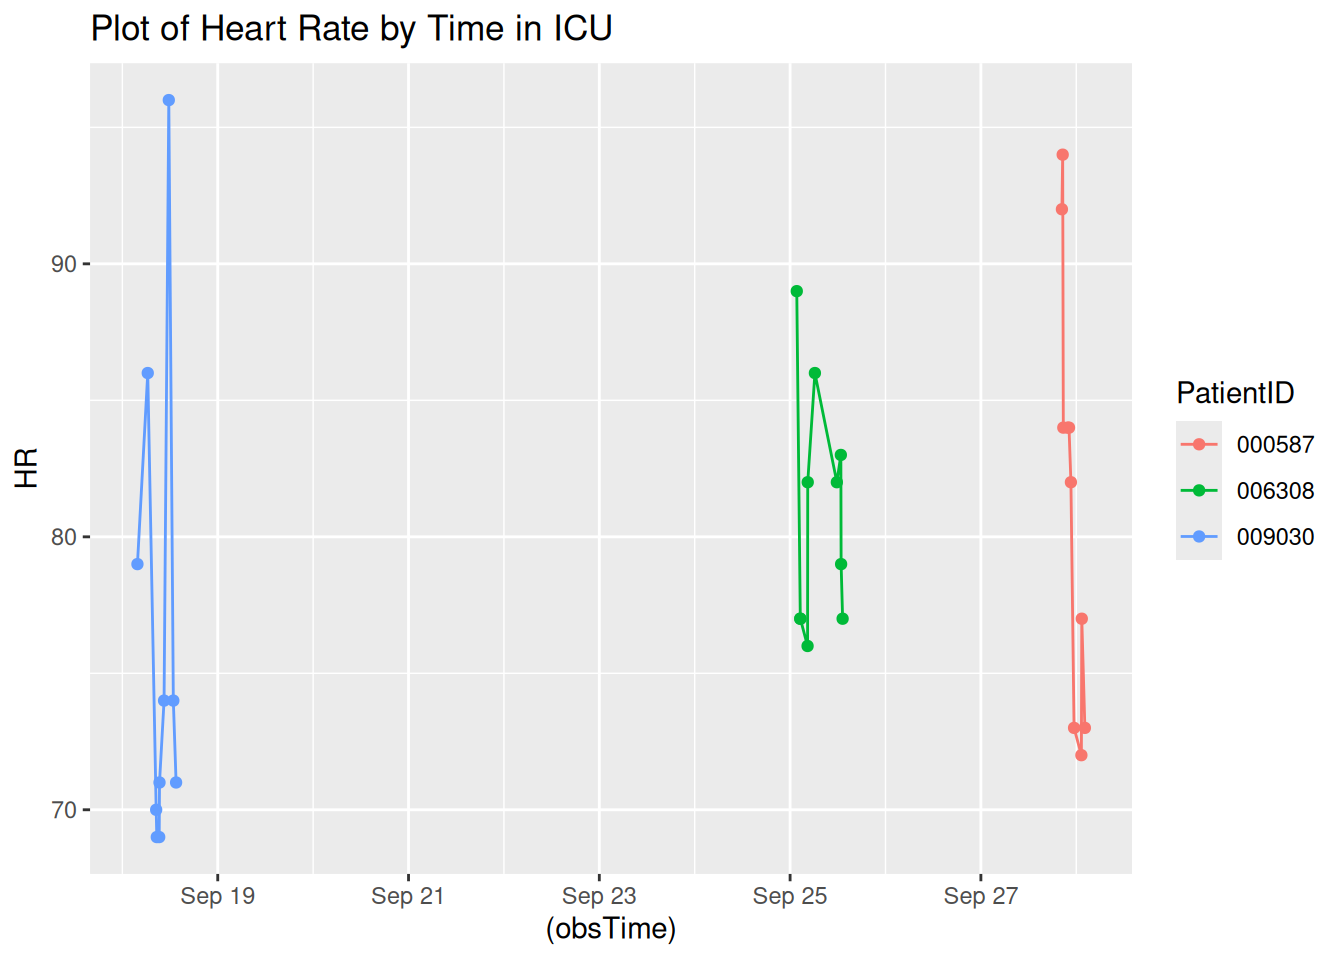 Plot of Heart Rate by Time in ICU
HR
90
80
70
Sep 19
Sep 21
Sep 23
Sep 25
Sep 27
(obsTime)
PatientID
000587
006308
009030